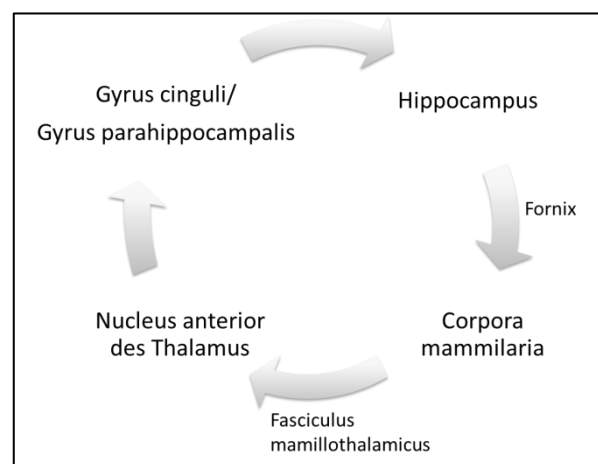 Gyrus cinguli/
Gyrus parahippocampalis
Hippocampus
Fornix
Nucleus anterior
des Thalamus
Corpora
mammilaria
Fasciculus
mamillothalamicus